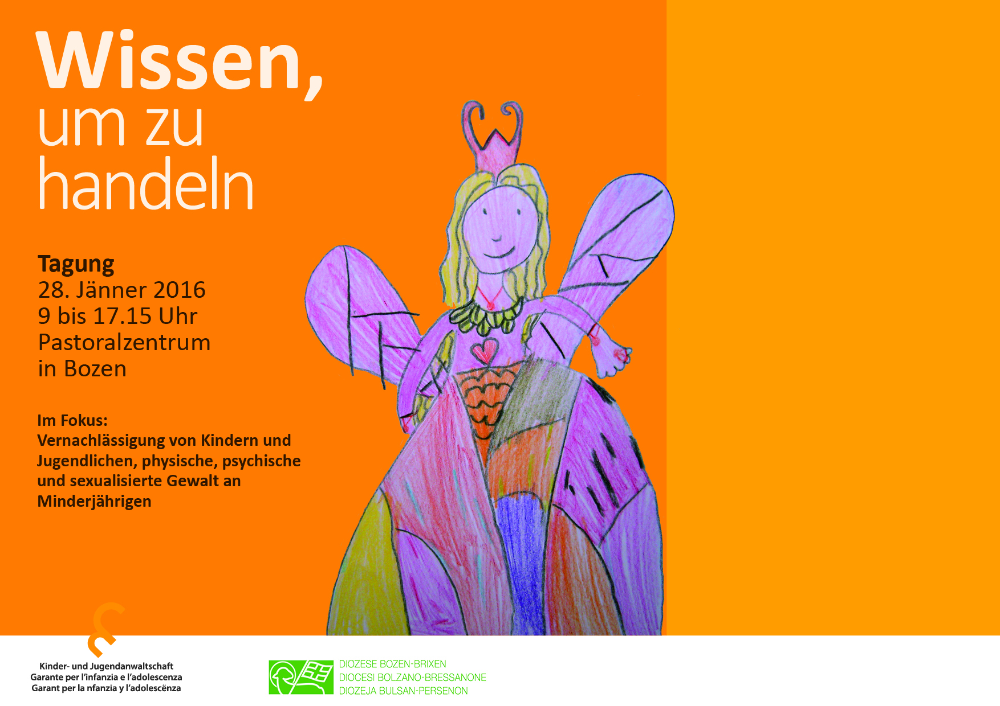 Wissen,
um zu
handeln
Tagung
28. Jänner 2016
9 bis 17.15 Uhr
Pastoralzentrum
in Bozen
Im Fokus:
Vernachlässigung von Kindern und
Jugendlichen, physische, psychische
und sexualisierte Gewalt an
Minderjährigen
Kinder- und Jugendanwaltschaft
Garante per l’infanzia e l’adolescenza
Garant per la nfanzia y l’adolescënza
DIÖZESE BOZEN-BRIXEN
DIOCESI BOLZANO-BRESSANONE
DIOZEJA BULSAN-PERSENON